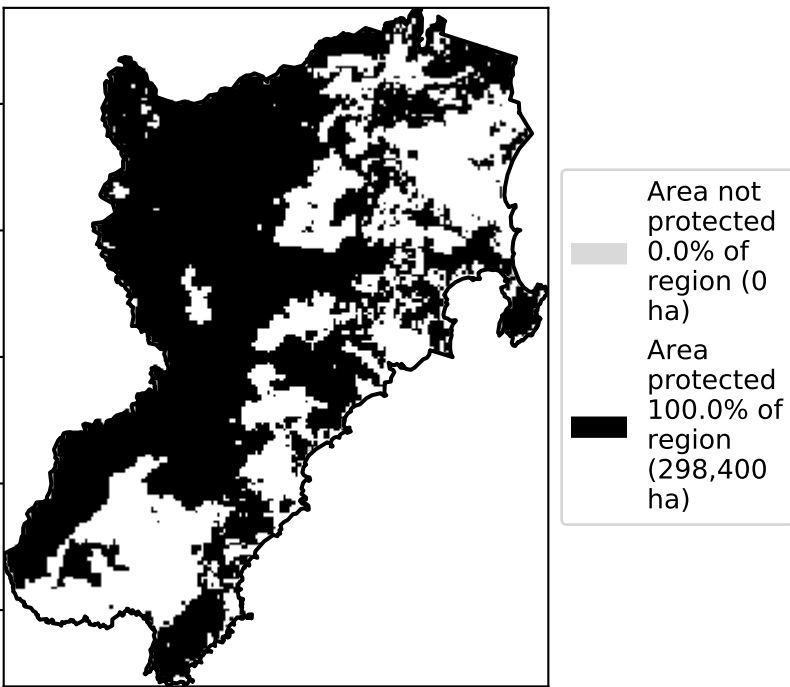 Area not
protected
0.0% of
region (0
ha)
Area
protected
100.0% of
region
(298,400
ha)